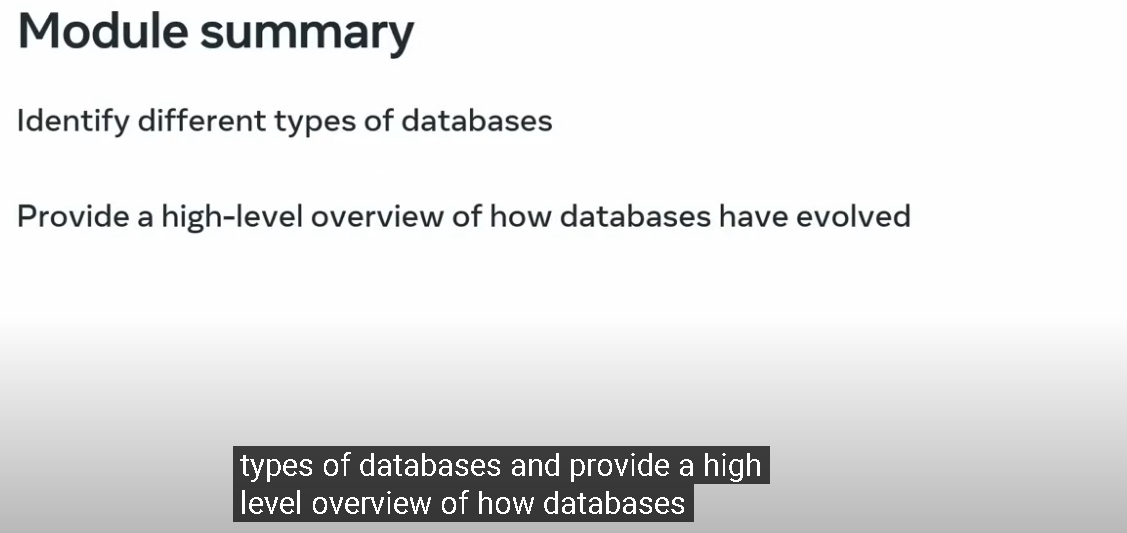 Module summary
Identify different types of databases
Provide a high-level overview of how databases have evolved
types of databases and provide a high
level overview of how databases